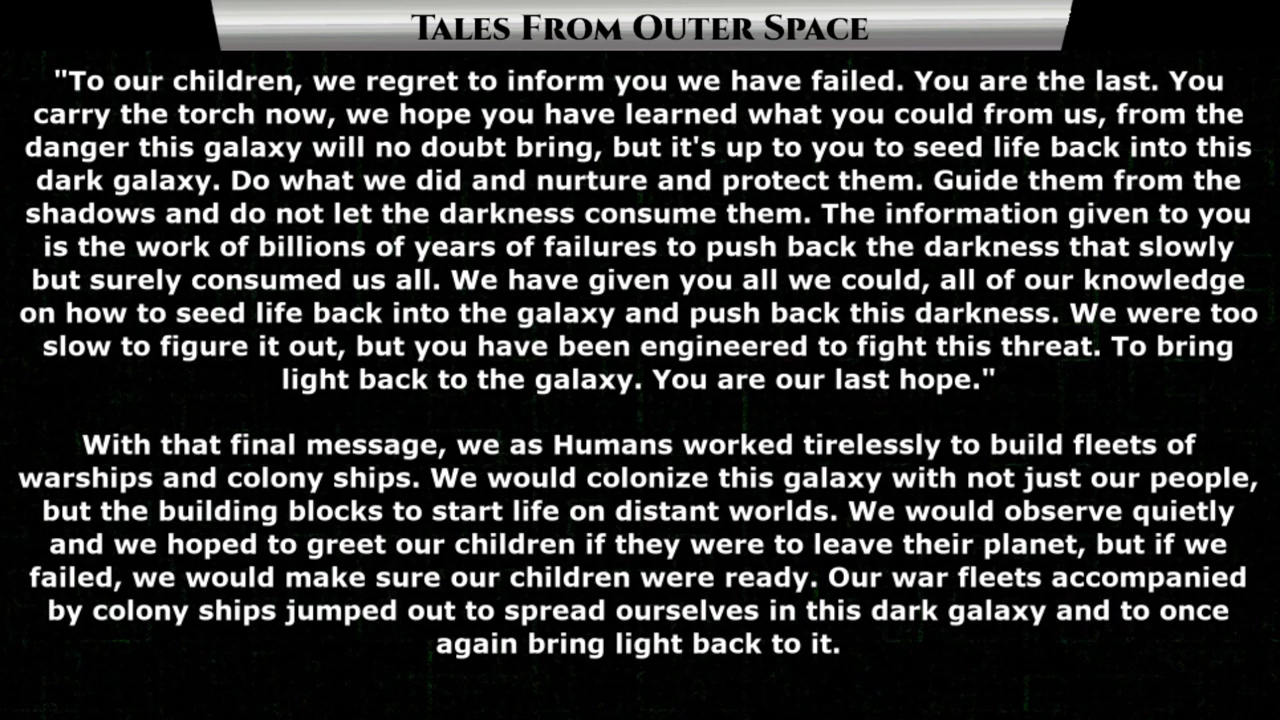 Tales From Outer Space
"To our children, we regret to inform you we have failed. You are the last. You
carry the torch now, we hope you have learned what you could from us, from the
danger this galaxy will no doubt bring, but it's up to you to seed life back into this
dark galaxy. Do what we did and nurture and protect them. Guide them from the
shadows and do not let the darkness consume them. The information given to you
is the work of billions of years of failures to push back the darkness that slowly
but surely consumed us all. We have given you all we could, all of our knowledge
on how to seed life back into the galaxy and push back this darkness. We were too
slow to figure it out, but you have been engineered to fight this threat. To bring
light back to the galaxy. You are our last hope."
With that final message, we as Humans worked tirelessly to build fleets of
warships and colony ships. We would colonize this galaxy with not just our people,
but the building blocks to start life on distant worlds. We would observe quietly
and we hoped to greet our children if they were to leave their planet, but if we
failed, we would make sure our children were ready. Our war fleets accompanied
by colony ships jumped out to spread ourselves in this dark galaxy and to once
again bring light back to it.